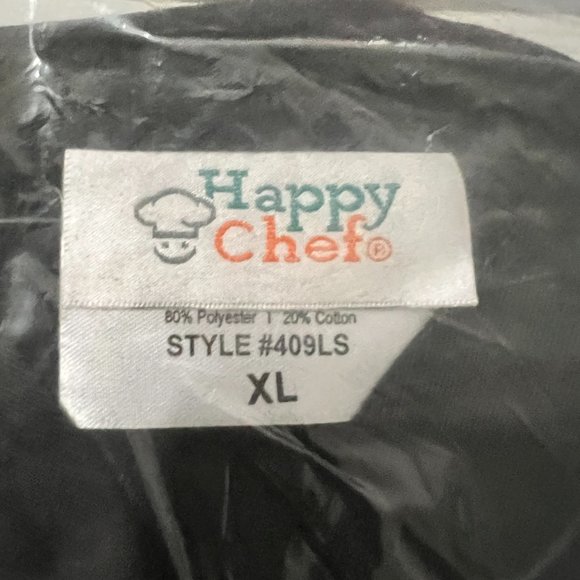 Happy
Chef®
80% Polyester | 20% Cotton
STYLE #409LS
XL